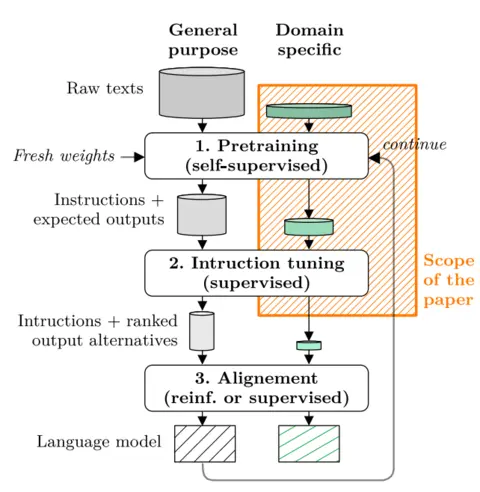 General
purpose
Domain
specific
Raw texts
Fresh weights
1. Pretraining
(self-supervised)
continue
Instructions +
expected outputs
2. Intruction tuning
(supervised)
Scope
of the
paper
Intructions + ranked
output alternatives
3. Alignement
(reinf. or supervised)
Language model